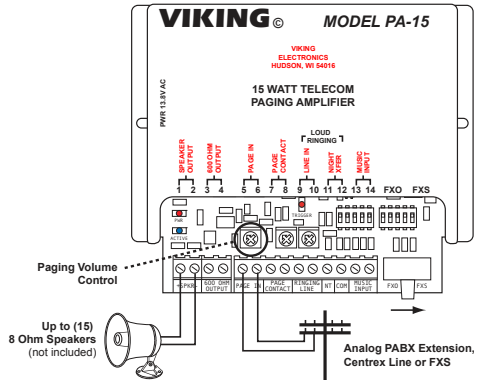 VIKING© MODEL PA-15
VIKING
ELECTRONICS
HUDSON, WI 54016
15 WATT TELECOM
PAGING AMPLIFIER
PWR 13.8V AC
LOUD
RINGING
SPEAKER
OUTPUT
600 OHM
OUTPUT
PAGE IN
PAGE
CONTACT
LINE IN
NIGHT
XFER
MUSIC
INPUT
1 2 3 4 5 6 7 8 9 10 11 12 13 14 FXO FXS
PWR
TRIGGER
ACTIVE
Paging Volume
Control
+SPKR- 600 OHM
OUTPUT PAGE IN PAGE
CONTACT RINGING
LINE NT COM MUSIC
INPUT FXO FXS
Up to (15)
8 Ohm Speakers
(not included)
Analog PABX Extension,
Centrex Line or FXS